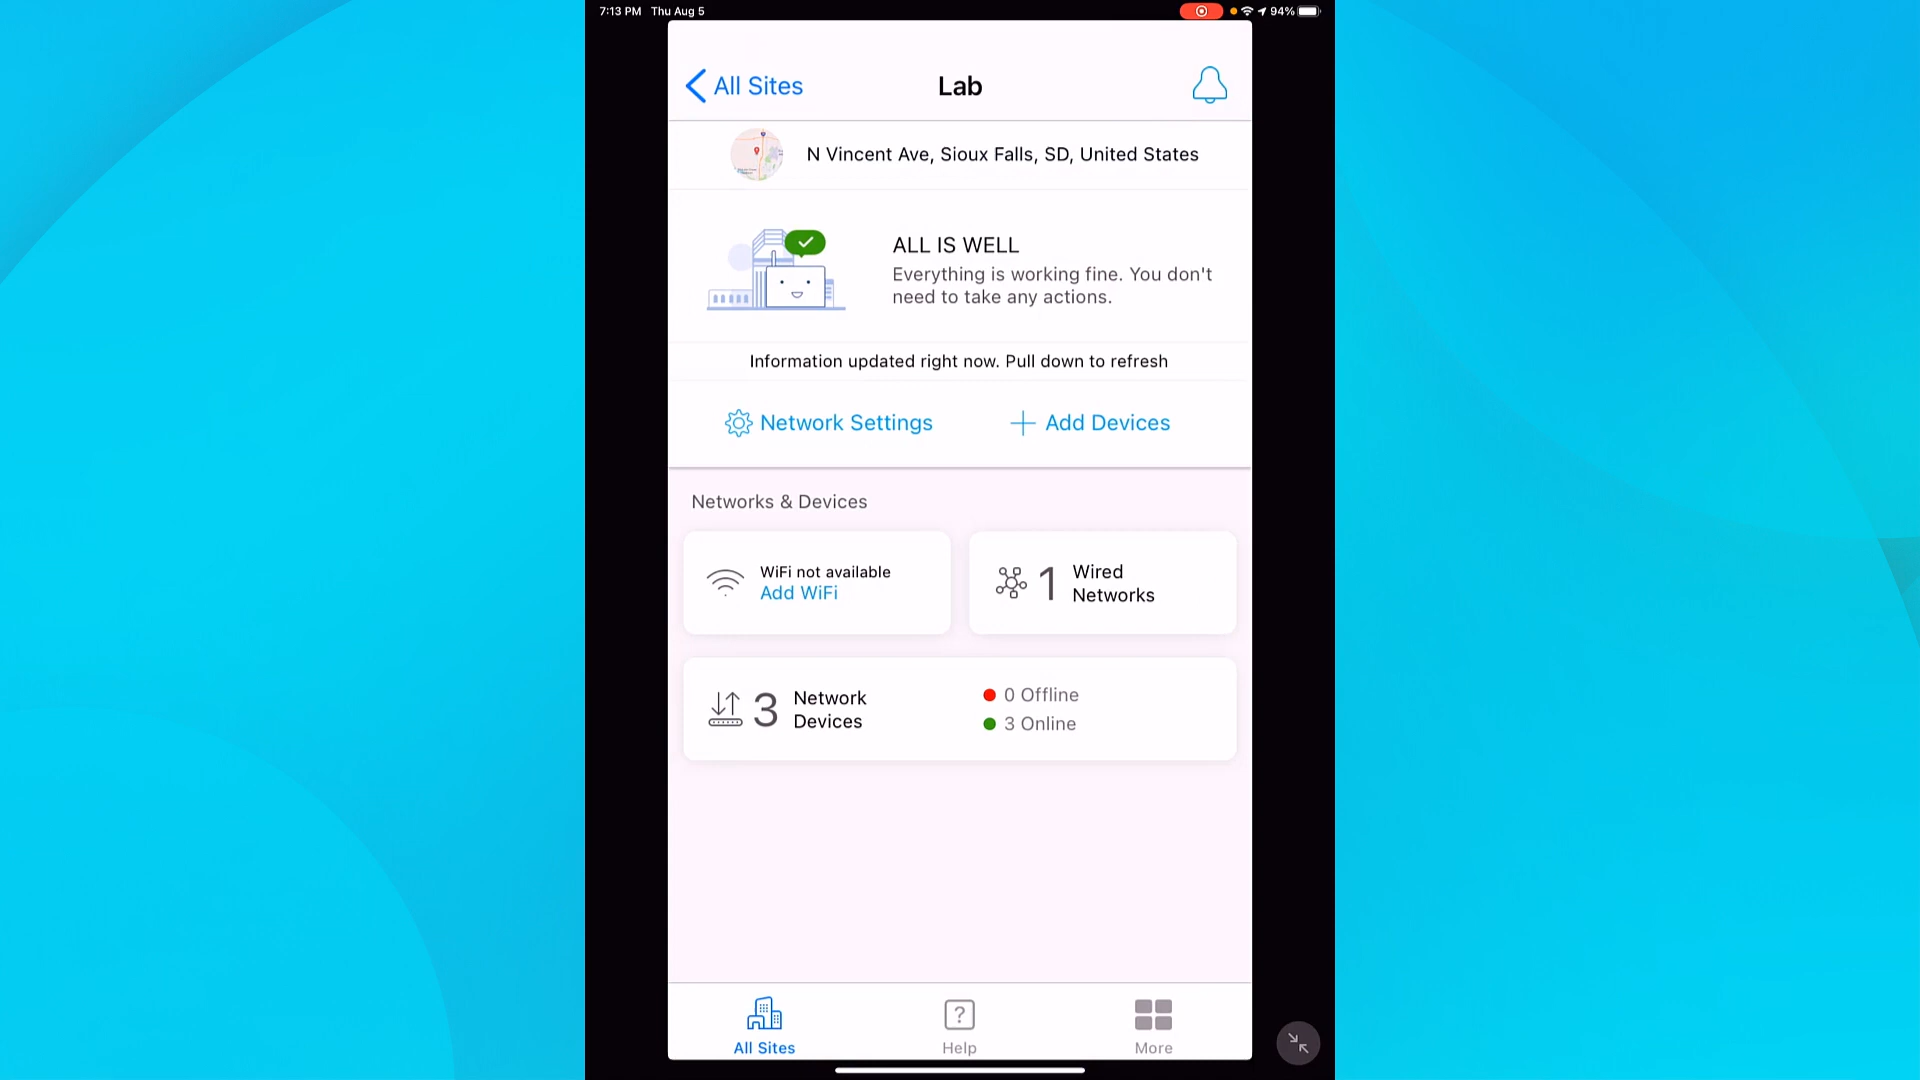 7:13 PM Thu Aug 5
94%
All Sites
Lab
N Vincent Ave, Sioux Falls, SD, United States
ALL IS WELL
Everything is working fine. You don't
need to take any actions.
Information updated right now. Pull down to refresh
Network Settings
Add Devices
Networks & Devices
WiFi not available
Add WiFi
1 Wired
Networks
3 Network
Devices
0 Offline
3 Online
All Sites
Help
More